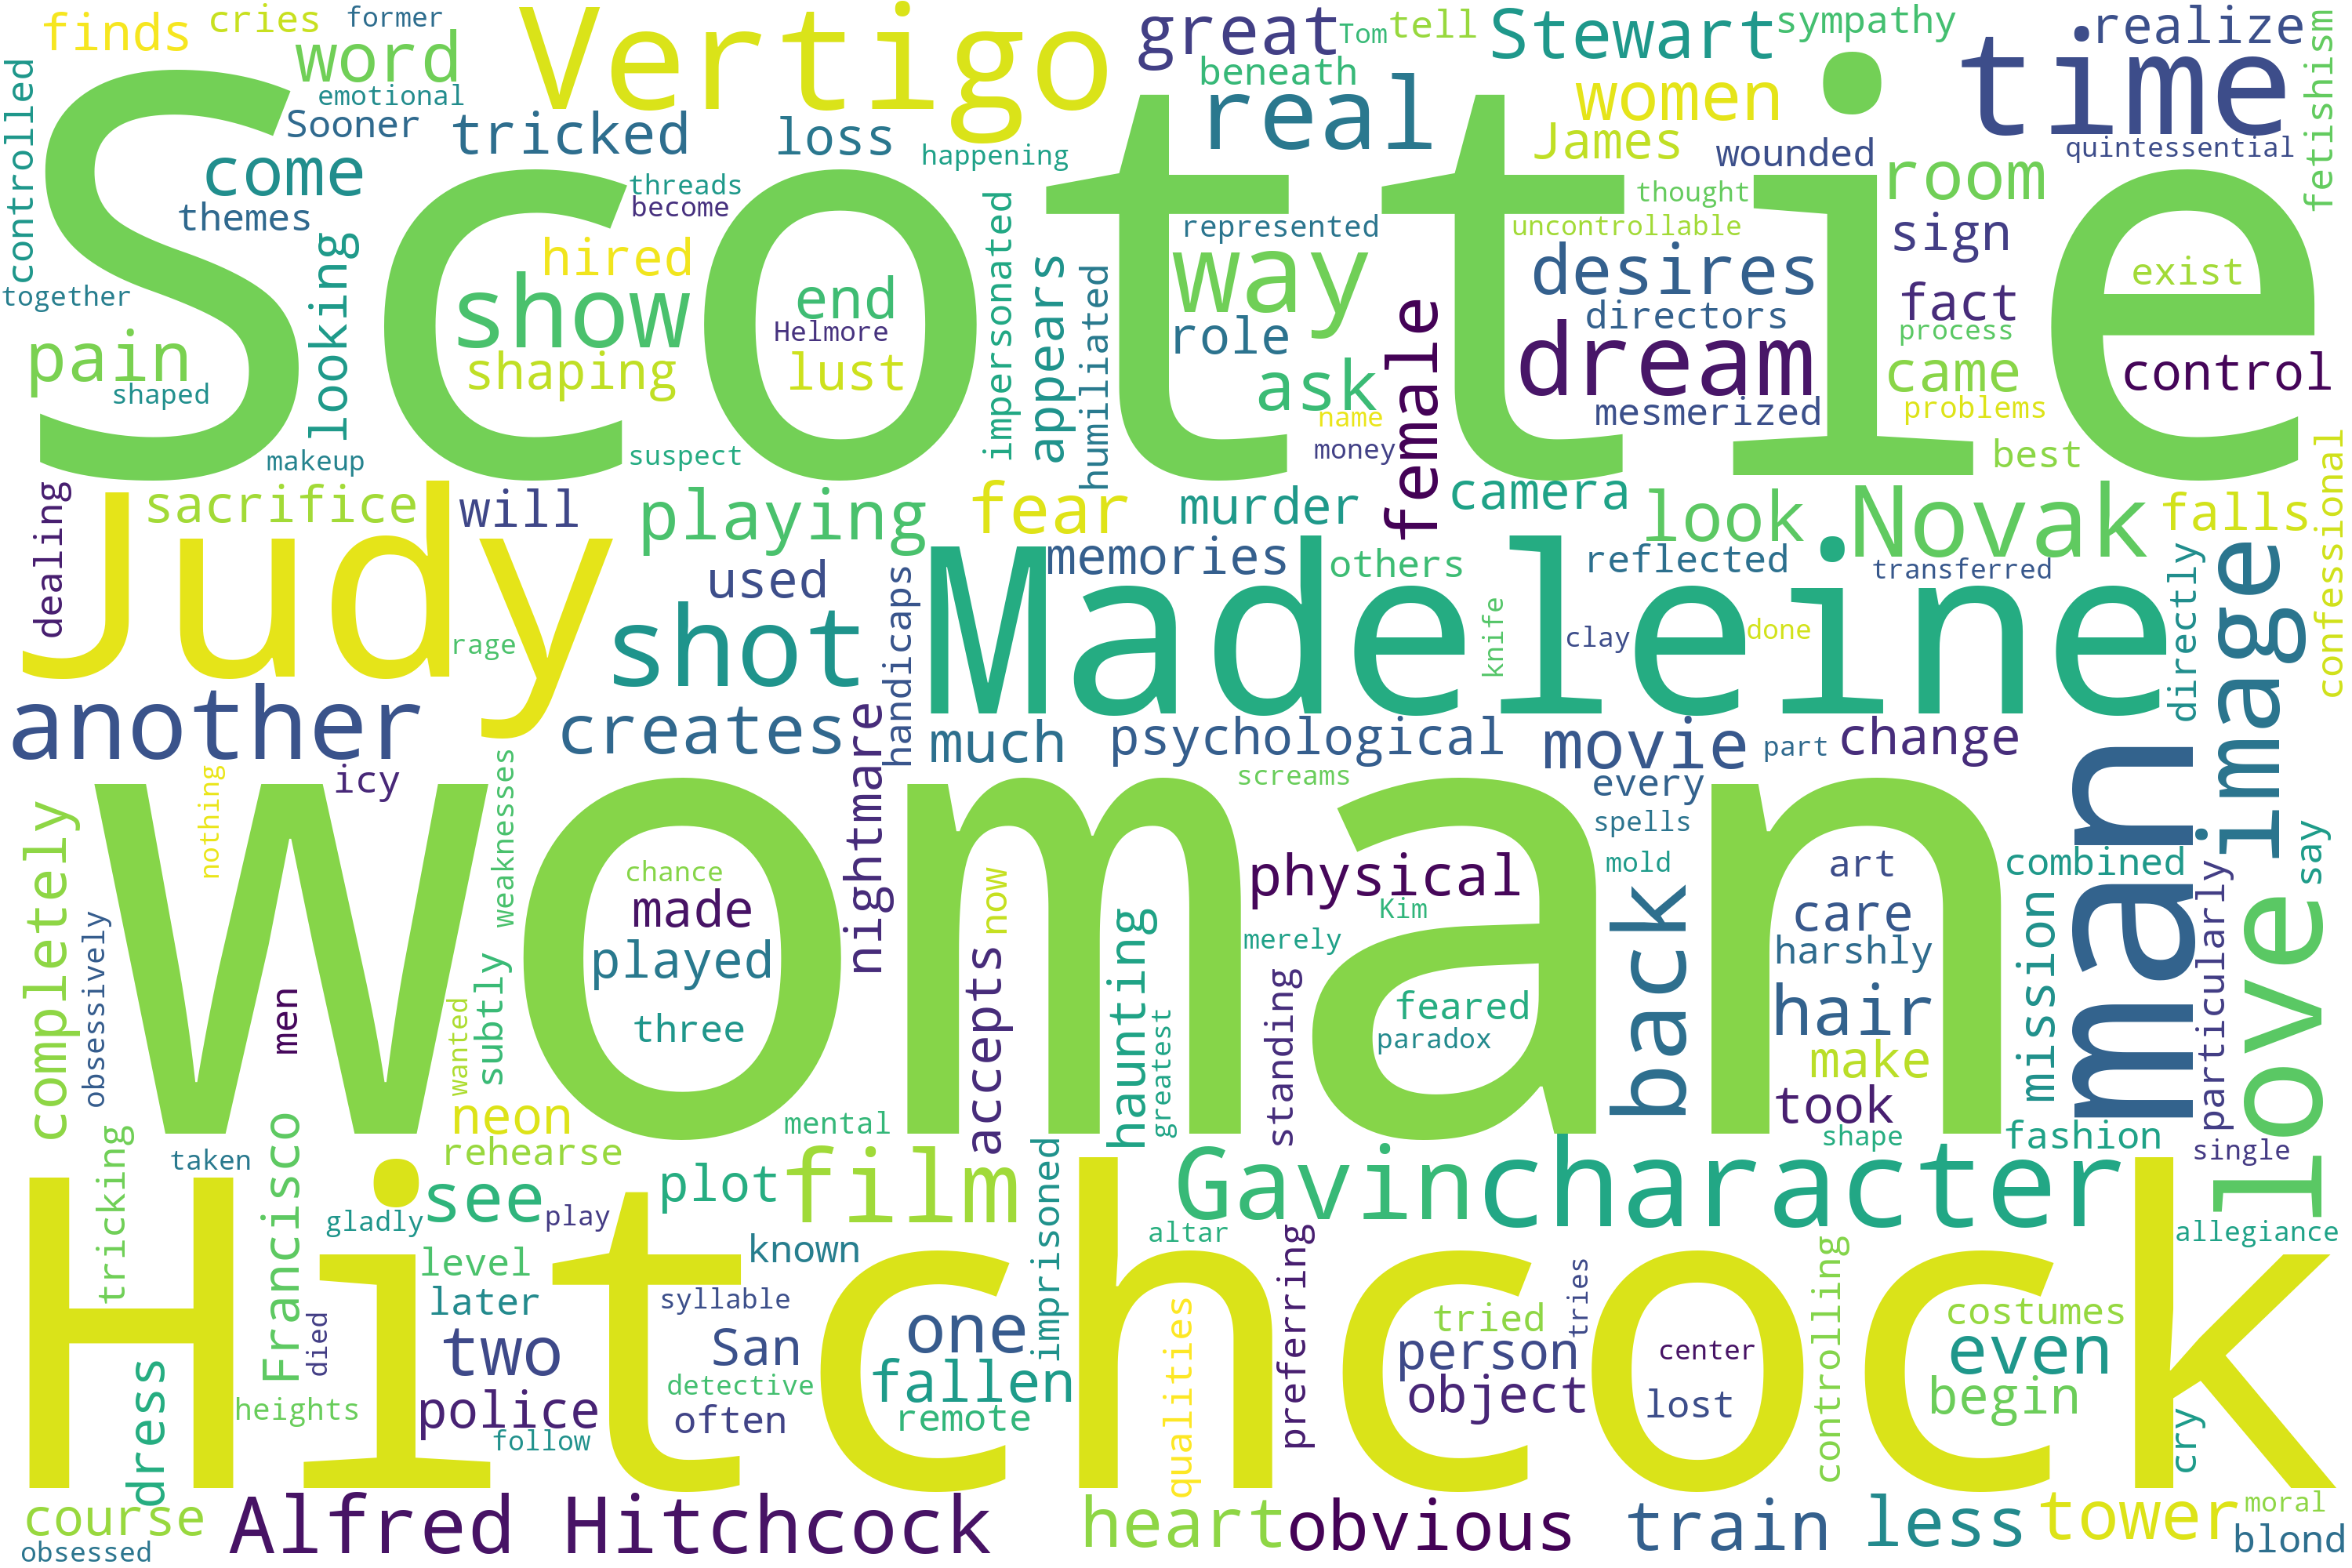 finds
cries
former
Vertigo
great
Tom
tell
Stewart
sympathy
realize
word
emotional
Sooner
tricked
loss
happening
beneath
real
women
James
wounded
time
quintessential
fetishism
controlled
together
come
themes
looking
Scottie
threads
become
hired
show
shaping
end
Helmore
lust
impersonated
appears
humiliated
represented
way
role
ask
name
money
female
thought
uncontrollable
desires
directors
dream
mesmerized
room
sign
fact
process
came
problems
exist
control
best
pain
shaped
makeup
suspect
dealing
sacrifice
will
playing
fear
murder
camera
look
Novak
falls
confessional
Judy
used
shot
rage
handicaps
memories
others
reflected
transferred
Madeleine
knife
clay
done
directly
image
another
creates
much
psychological
movie
part
change
icy
nothing
weaknesses
nightmare
screams
every
spells
man
completely
obsessively
woman
chance
made
played
three
now
physical
Kim
merely
haunting
accepts
standing
greatest
feared
paradox
back
mold
art
care
harshly
hair
make
took
combined
mission
particularly
say
love
men
wanted
subtly
neon
rehearse
mental
shape
fashion
single
tricking
taken
Francisco
gladly
see
play
plot
film
imprisoned
Gavin
character
altar
allegiance
Hitchcock
level
later
known
syllable
one
died
two
San
detective
fallen
police
often
remote
follow
heights
dress
qualities
preferring
tries
tried
person
object
center
lost
controlling
costumes
even
begin
cry
course
obsessed
Alfred Hitchcock
heart
obvious
train
less
tower
moral
blond